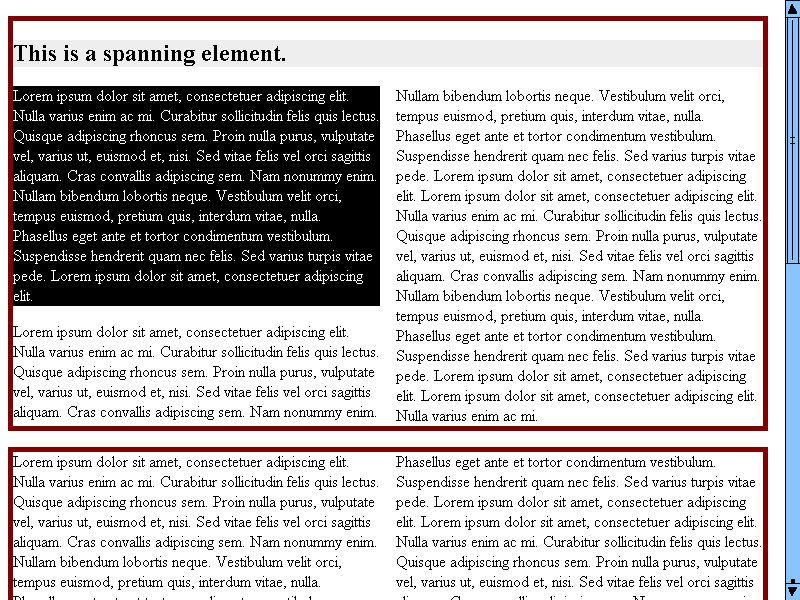 This is a spanning element.
Lorem ipsum dolor sit amet, consectetuer adipiscing elit.
Nulla varius enim ac mi. Curabitur sollicitudin felis quis lectus.
Quisque adipiscing rhoncus sem. Proin nulla purus, vulputate
vel, varius ut, euismod et, nisi. Sed vitae felis vel orci sagittis
aliquam. Cras convallis adipiscing sem. Nam nonummy enim.
Nullam bibendum lobortis neque. Vestibulum velit orci,
tempus euismod, pretium quis, interdum vitae, nulla.
Phasellus eget ante et tortor condimentum vestibulum.
Suspendisse hendrerit quam nec felis. Sed varius turpis vitae
pede. Lorem ipsum dolor sit amet, consectetuer adipiscing
elit.
Lorem ipsum dolor sit amet, consectetuer adipiscing elit.
Nulla varius enim ac mi. Curabitur sollicitudin felis quis lectus.
Quisque adipiscing rhoncus sem. Proin nulla purus, vulputate
vel, varius ut, euismod et, nisi. Sed vitae felis vel orci sagittis
aliquam. Cras convallis adipiscing sem. Nam nonummy enim.
Nullam bibendum lobortis neque. Vestibulum velit orci,
tempus euismod, pretium quis, interdum vitae, nulla.
Phasellus eget ante et tortor condimentum vestibulum.
Suspendisse hendrerit quam nec felis. Sed varius turpis vitae
pede. Lorem ipsum dolor sit amet, consectetuer adipiscing
elit. Lorem ipsum dolor sit amet, consectetuer adipiscing elit.
Nulla varius enim ac mi. Curabitur sollicitudin felis quis lectus.
Quisque adipiscing rhoncus sem. Proin nulla purus, vulputate
vel, varius ut, euismod et, nisi. Sed vitae felis vel orci sagittis
aliquam. Cras convallis adipiscing sem. Nam nonummy enim.
Nullam bibendum lobortis neque. Vestibulum velit orci,
tempus euismod, pretium quis, interdum vitae, nulla.
Phasellus eget ante et tortor condimentum vestibulum.
Suspendisse hendrerit quam nec felis. Sed varius turpis vitae
pede. Lorem ipsum dolor sit amet, consectetuer adipiscing
elit. Lorem ipsum dolor sit amet, consectetuer adipiscing elit.
Nulla varius enim ac mi.
Lorem ipsum dolor sit amet, consectetuer adipiscing elit.
Nulla varius enim ac mi. Curabitur sollicitudin felis quis lectus.
Quisque adipiscing rhoncus sem. Proin nulla purus, vulputate
vel, varius ut, euismod et, nisi. Sed vitae felis vel orci sagittis
aliquam. Cras convallis adipiscing sem. Nam nonummy enim.
Nullam bibendum lobortis neque. Vestibulum velit orci,
tempus euismod, pretium quis, interdum vitae, nulla.
Phasellus eget ante et tortor condimentum vestibulum.
Suspendisse hendrerit quam nec felis. Sed varius turpis vitae
pede. Lorem ipsum dolor sit amet, consectetuer adipiscing
elit. Lorem ipsum dolor sit amet, consectetuer adipiscing elit.
Nulla varius enim ac mi. Curabitur sollicitudin felis quis lectus.
Quisque adipiscing rhoncus sem. Proin nulla purus, vulputate
vel, varius ut, euismod et, nisi. Sed vitae felis vel orci sagittis